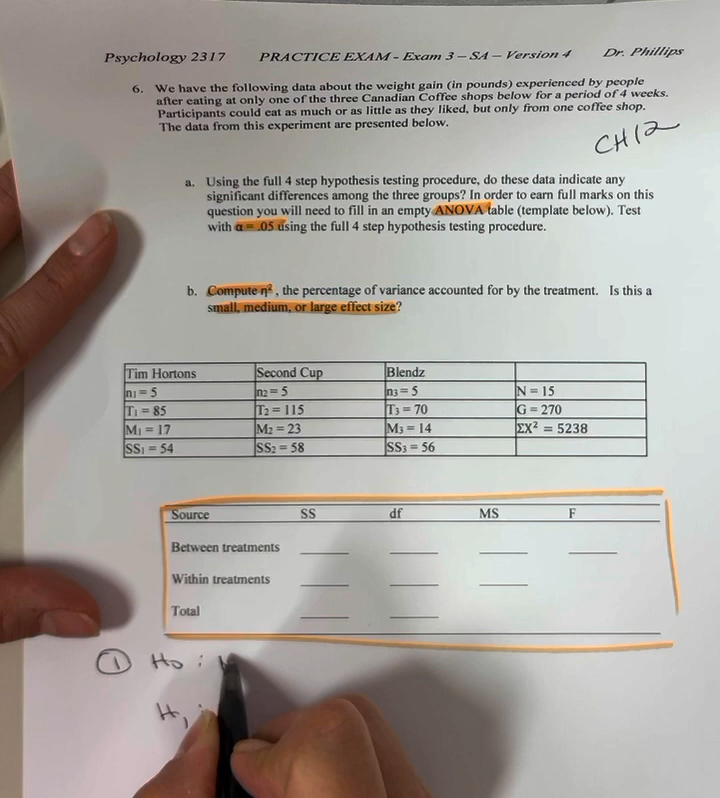 Psychology 2317 PRACTICE EXAM - Exam 3 – SA – Version 4 Dr. Phillips
6. We have the following data about the weight gain (in pounds) experienced by people
after eating at only one of the three Canadian Coffee shops below for a period of 4 weeks.
Participants could eat as much or as little as they liked, but only from one coffee shop.
The data from this experiment are presented below.
CH12
a. Using the full 4 step hypothesis testing procedure, do these data indicate any
significant differences among the three groups? In order to earn full marks on this
question you will need to fill in an empty ANOVA table (template below). Test
with α = .05 using the full 4 step hypothesis testing procedure.
b. Compute η², the percentage of variance accounted for by the treatment. Is this a
small, medium, or large effect size?
Tim Hortons Second Cup Blendz
n₁ = 5 n₂ = 5 n₃ = 5 N = 15
T₁ = 85 T₂ = 115 T₃ = 70 G = 270
M₁ = 17 M₂ = 23 M₃ = 14 ΣX² = 5238
SS₁ = 54 SS₂ = 58 SS₃ = 56
Source SS df MS F
Between treatments
Within treatments
Total
① H₀ :
H₁ :